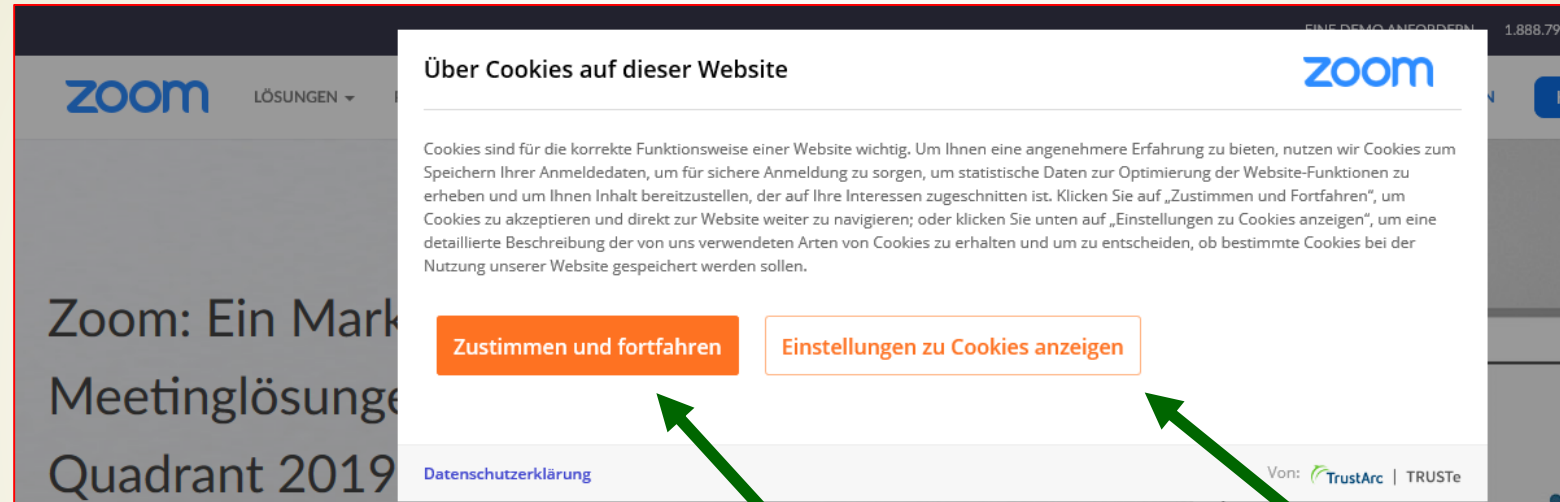 1.888.79
zoom
LÖSUNGEN
Über Cookies auf dieser Website
zoom
Cookies sind für die korrekte Funktionsweise einer Website wichtig. Um Ihnen eine angenehmere Erfahrung zu bieten, nutzen wir Cookies zum
Speichern Ihrer Anmeldedaten, um für sichere Anmeldung zu sorgen, um statistische Daten zur Optimierung der Website-Funktionen zu
erheben und um Ihnen Inhalt bereitzustellen, der auf Ihre Interessen zugeschnitten ist. Klicken Sie auf „Zustimmen und Fortfahren“, um
Cookies zu akzeptieren und direkt zur Website weiter zu navigieren; oder klicken Sie unten auf „Einstellungen zu Cookies anzeigen“, um eine
detaillierte Beschreibung der von uns verwendeten Arten von Cookies zu erhalten und um zu entscheiden, ob bestimmte Cookies bei der
Nutzung unserer Website gespeichert werden sollen.
Zoom: Ein Mark
Zustimmen und fortfahren
Einstellungen zu Cookies anzeigen
Meetinglösunge
Quadrant 2019
Datenschutzerklärung
Von: TrustArc | TRUSTe